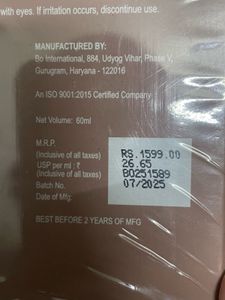 with eyes. If irritation occurs, discontinue use.
MANUFACTURED BY:
Bo International, 884, Udyog Vihar, Phase V,
Gurugram, Haryana - 122016
An ISO 9001:2015 Certified Company
Net Volume: 60ml
M.R.P.
(Inclusive of all taxes) RS.1599.00
USP per ml : ₹ 26.65
(Inclusive of all taxes) BO251589
Batch No. 07/2025
Date of Mfg.
BEST BEFORE 2 YEARS OF MFG